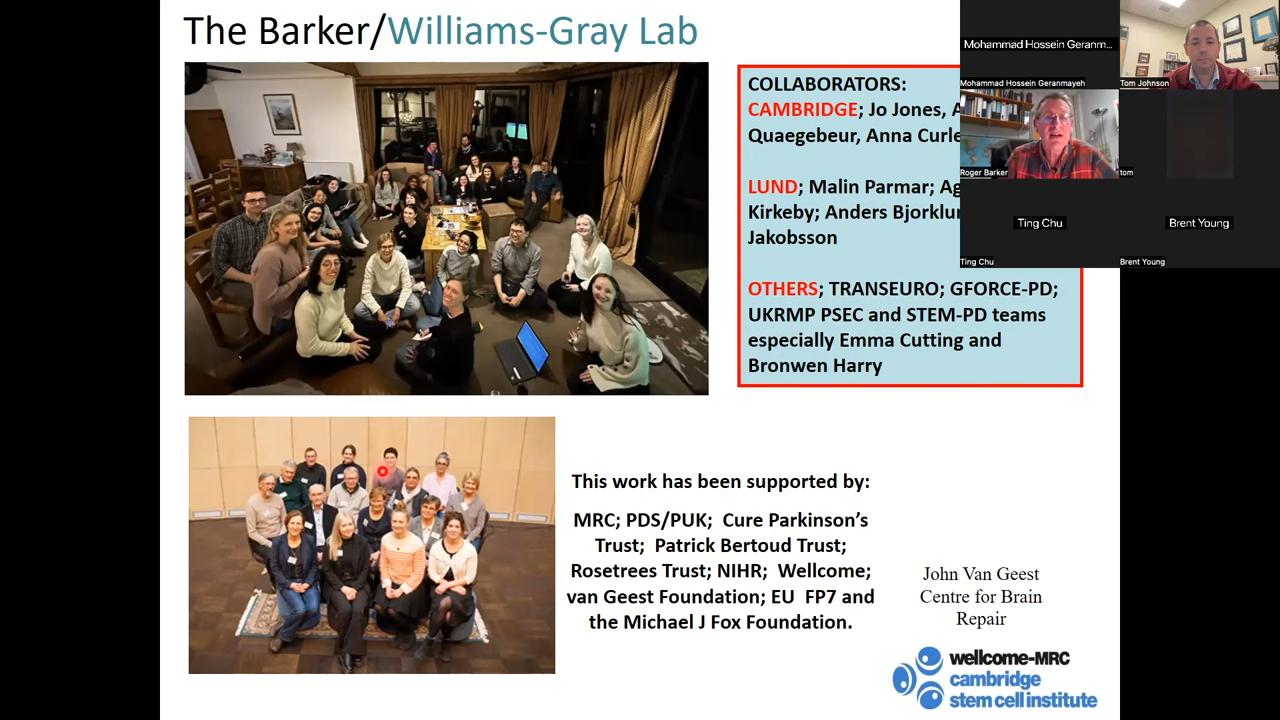 The Barker/Williams-Gray Lab
COLLABORATORS:
CAMBRIDGE; Jo Jones, A
Quaegebeur, Anna Curle
LUND; Malin Parmar; Ag
Kirkeby; Anders Bjorklun
Jakobsson
OTHERS; TRANSEURO; GFORCE-PD;
UKRMP PSEC and STEM-PD teams
especially Emma Cutting and
Bronwen Harry
Mohammad Hossein Geranm...
Mohammad Hossein Geranmayeh
Tom Johnson
Roger Barker
tom
Ting Chu
Brent Young
Ting Chu
Brent Young
This work has been supported by:
MRC; PDS/PUK; Cure Parkinson's
Trust; Patrick Bertoud Trust;
Rosetrees Trust; NIHR; Wellcome;
van Geest Foundation; EU FP7 and
the Michael J Fox Foundation.
John Van Geest
Centre for Brain
Repair
wellcome-MRC
cambridge
stem cell institute